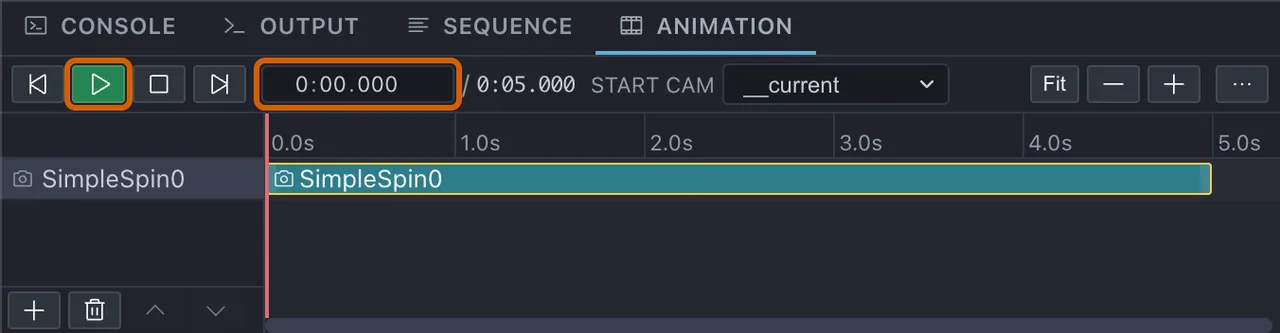 CONSOLE OUTPUT SEQUENCE ANIMATION
0:00.000 / 0:05.000 START CAM __current Fit
0.0s 1.0s 2.0s 3.0s 4.0s 5.0s
SimpleSpin0 SimpleSpin0